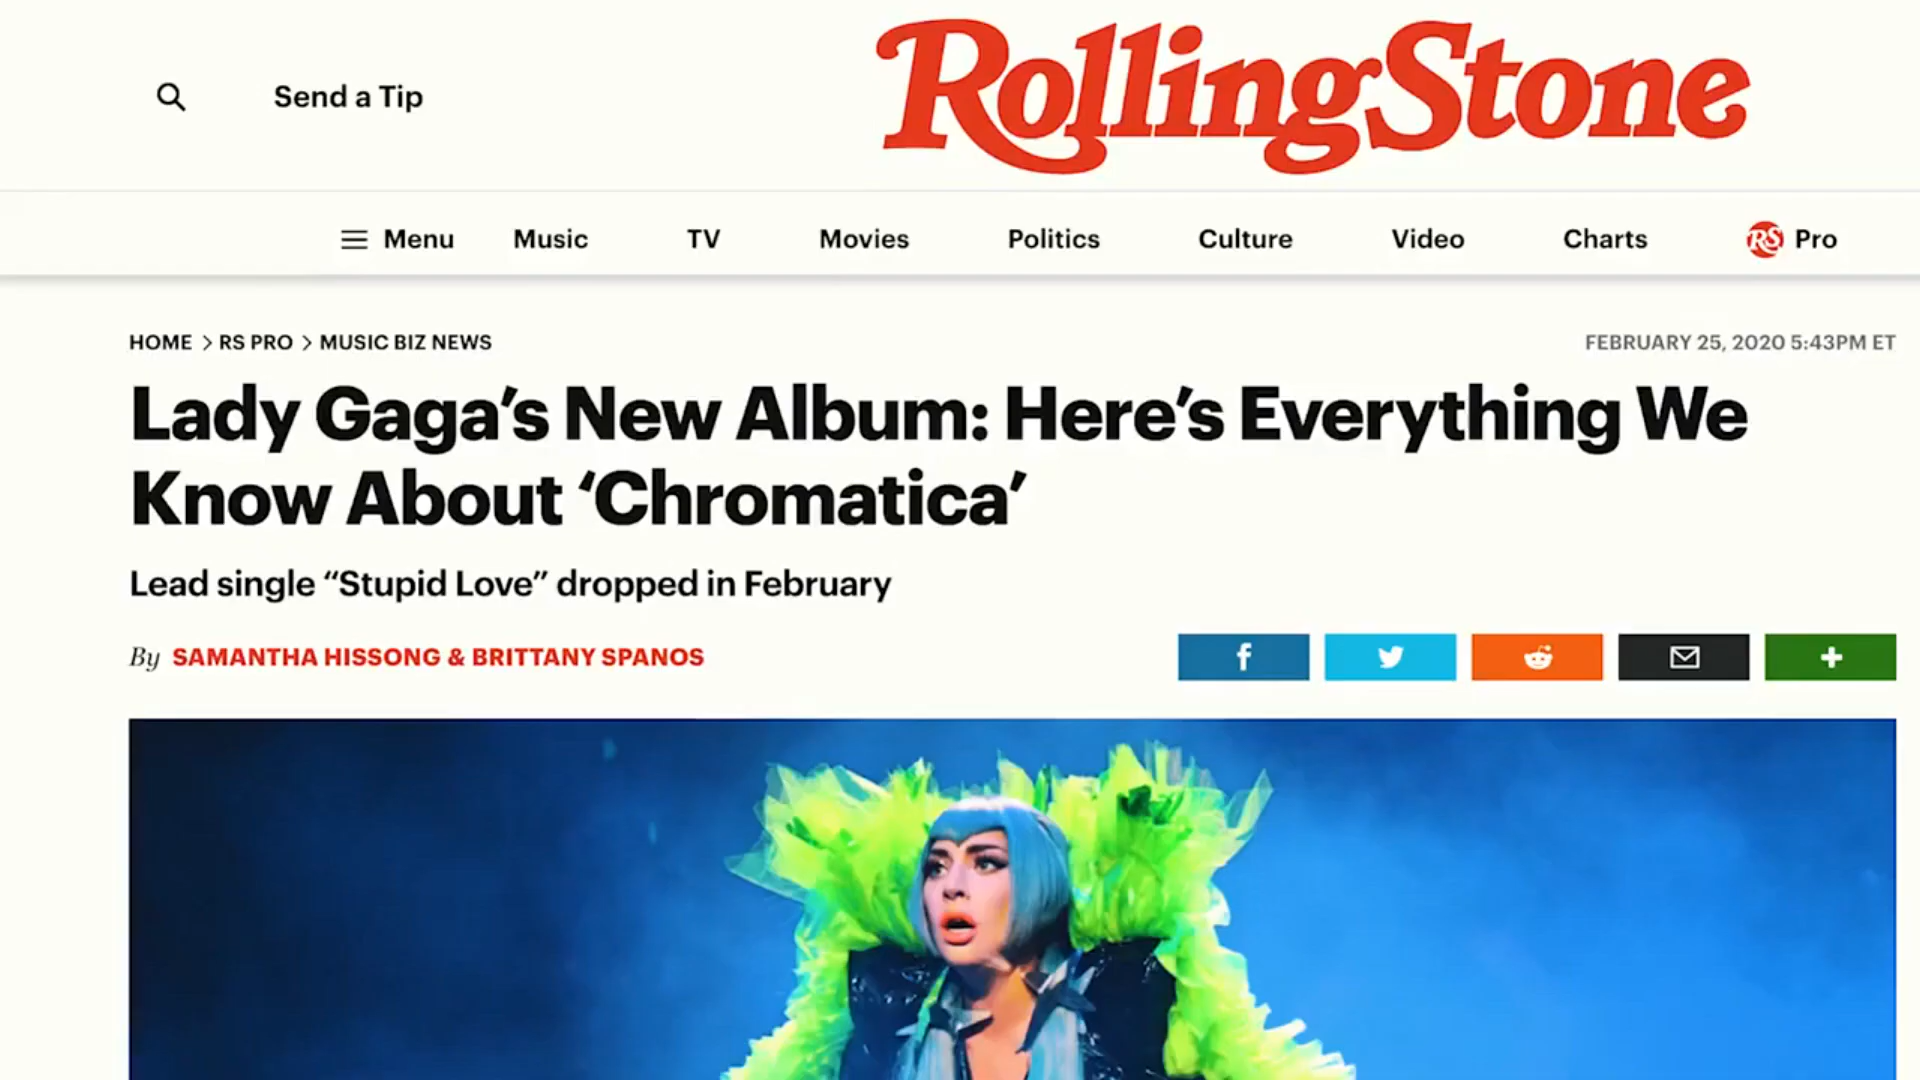 RollingStone
Send a Tip
Menu Music TV Movies Politics Culture Video Charts RS Pro
HOME > RS PRO > MUSIC BIZ NEWS FEBRUARY 25, 2020 5:43PM ET
Lady Gaga’s New Album: Here’s Everything We
Know About ‘Chromatica’
Lead single “Stupid Love” dropped in February
By SAMANTHA HISSONG & BRITTANY SPANOS